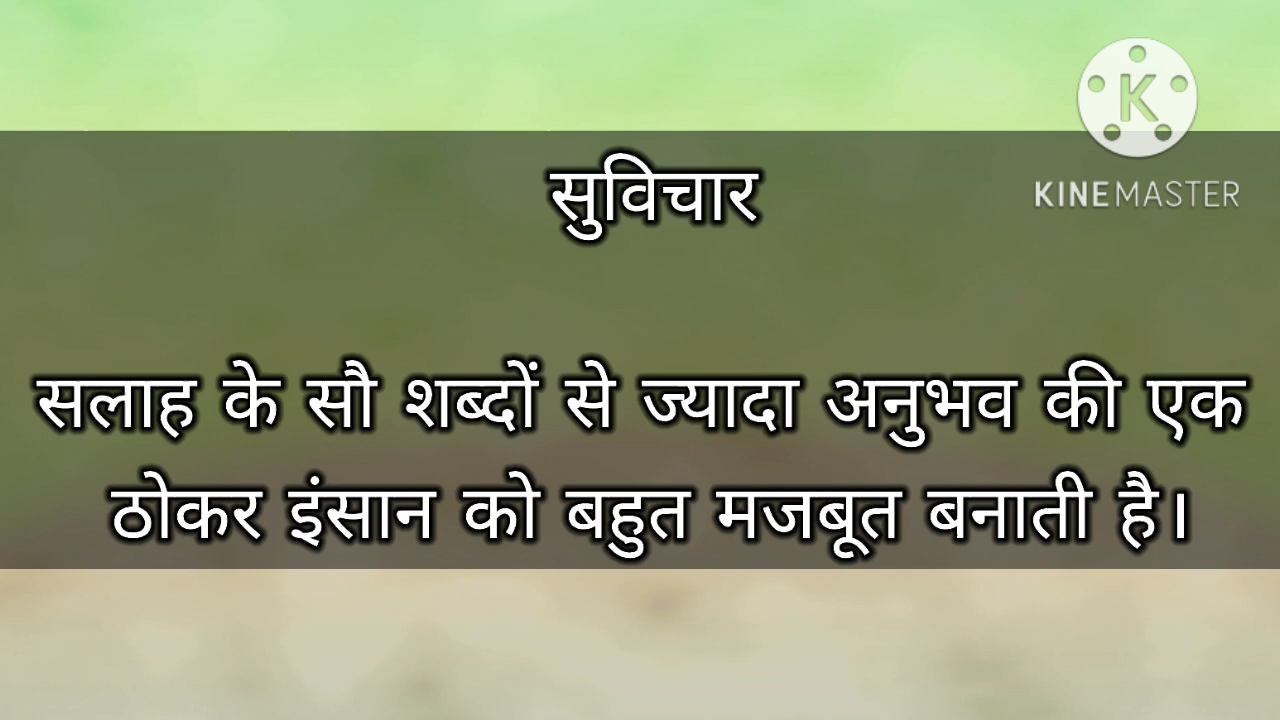 सुविचार
KINEMASTER
सलाह के सौ शब्दों से ज्यादा अनुभव की एक
ठोकर इंसान को बहुत मजबूत बनाती है।